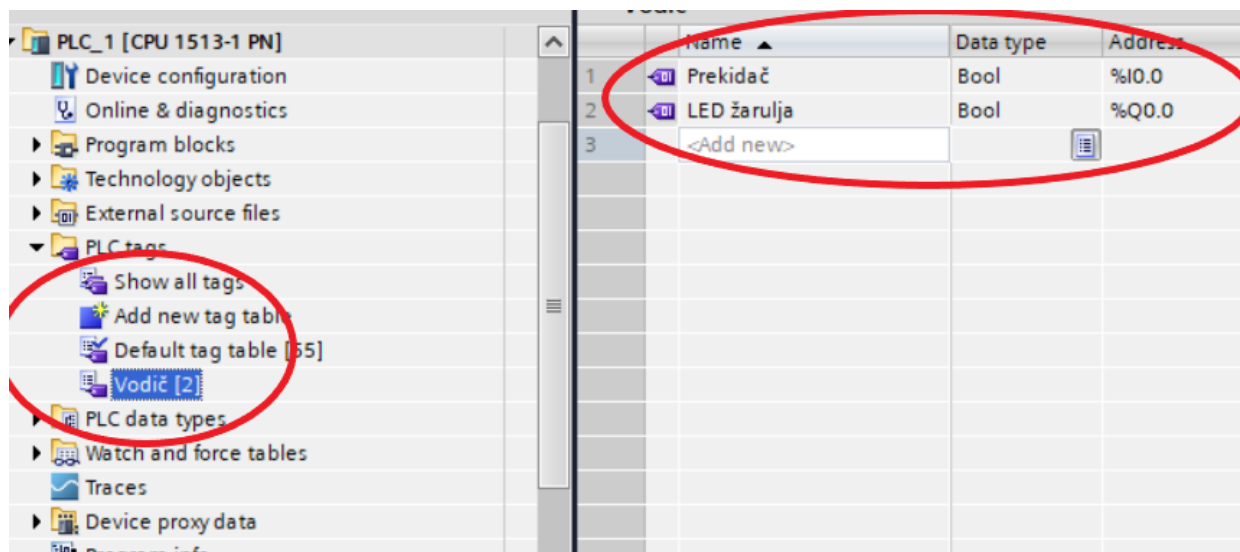 Vodič
PLC_1 [CPU 1513-1 PN]
Device configuration
Online & diagnostics
Program blocks
Technology objects
External source files
PLC tags
Show all tags
Add new tag table
Default tag table [55]
Vodič [2]
PLC data types
Watch and force tables
Traces
Device proxy data
Program info
Name Data type Address
1 Prekidač Bool %I0.0
2 LED žarulja Bool %Q0.0
3 <Add new>